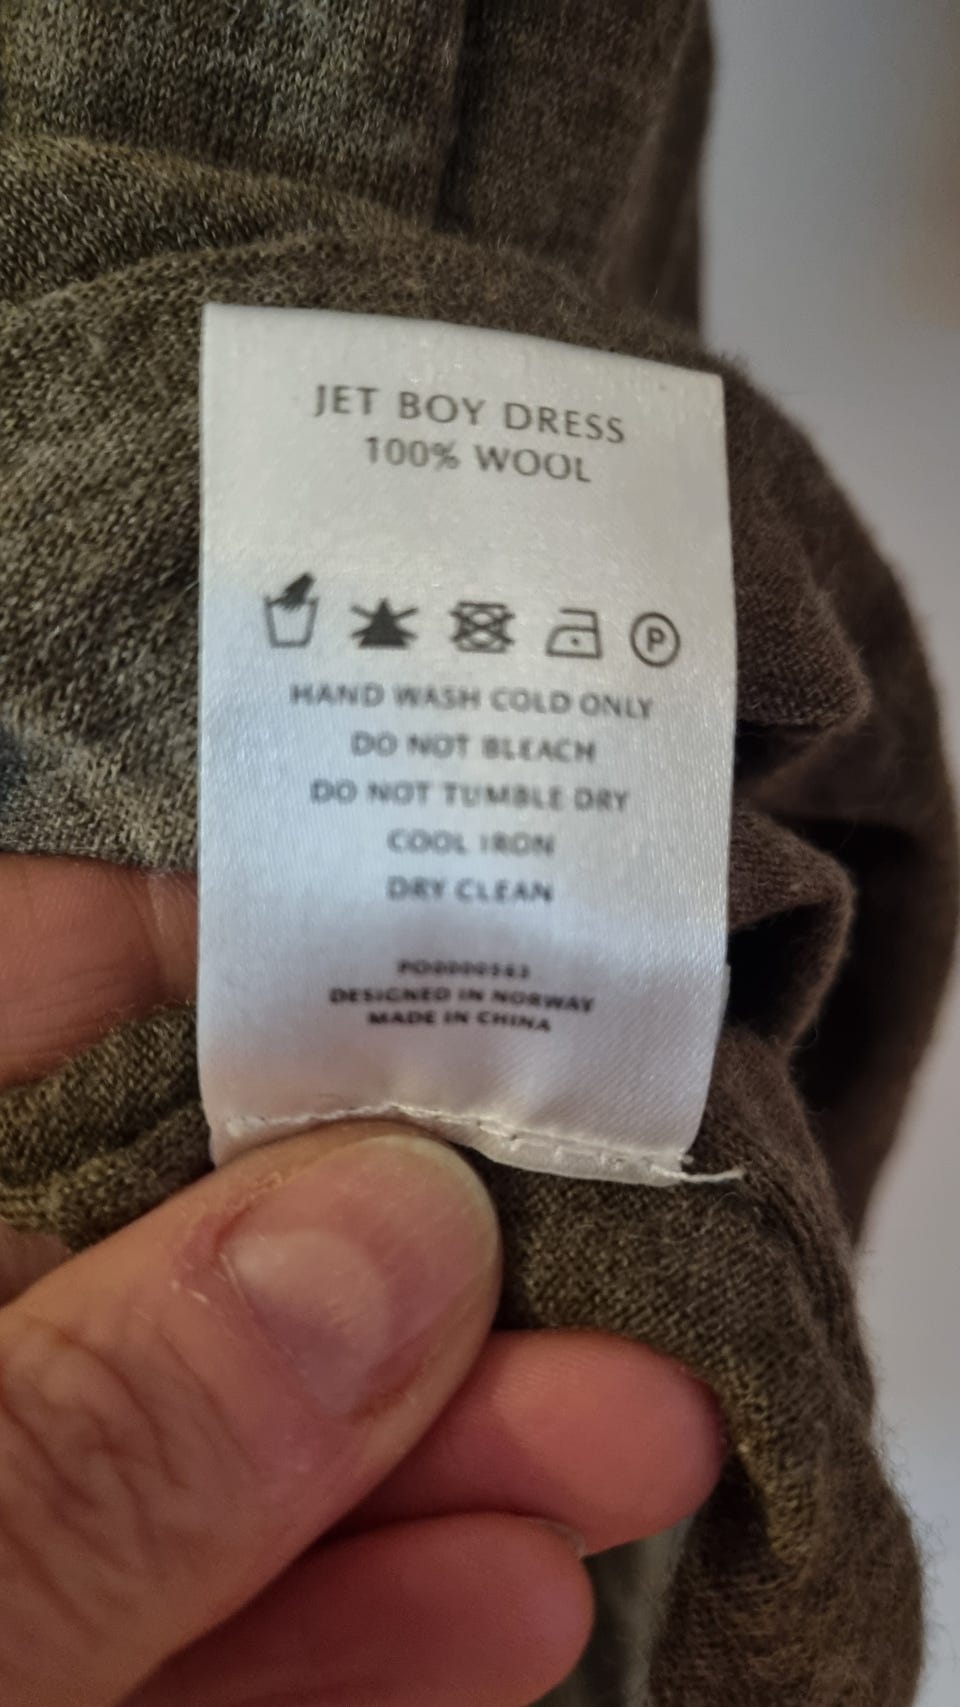 JET BOY DRESS
100% WOOL
P
HAND WASH COLD ONLY
DO NOT BLEACH
DO NOT TUMBLE DRY
COOL IRON
DRY CLEAN
DESIGNED IN NORWAY
MADE IN CHINA